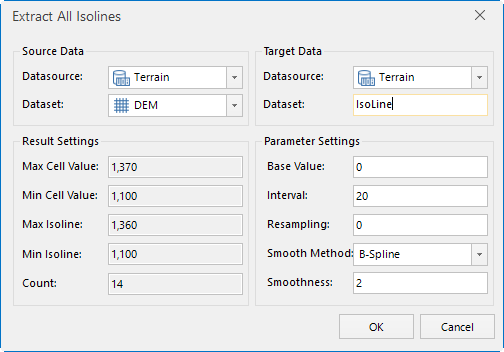 Extract All Isolines
Source Data
Datasource: Terrain
Dataset: DEM
Target Data
Datasource: Terrain
Dataset: IsoLine
Result Settings
Max Cell Value: 1,370
Min Cell Value: 1,100
Max Isoline: 1,360
Min Isoline: 1,100
Count: 14
Parameter Settings
Base Value: 0
Interval: 20
Resampling: 0
Smooth Method: B-Spline
Smoothness: 2
OK Cancel